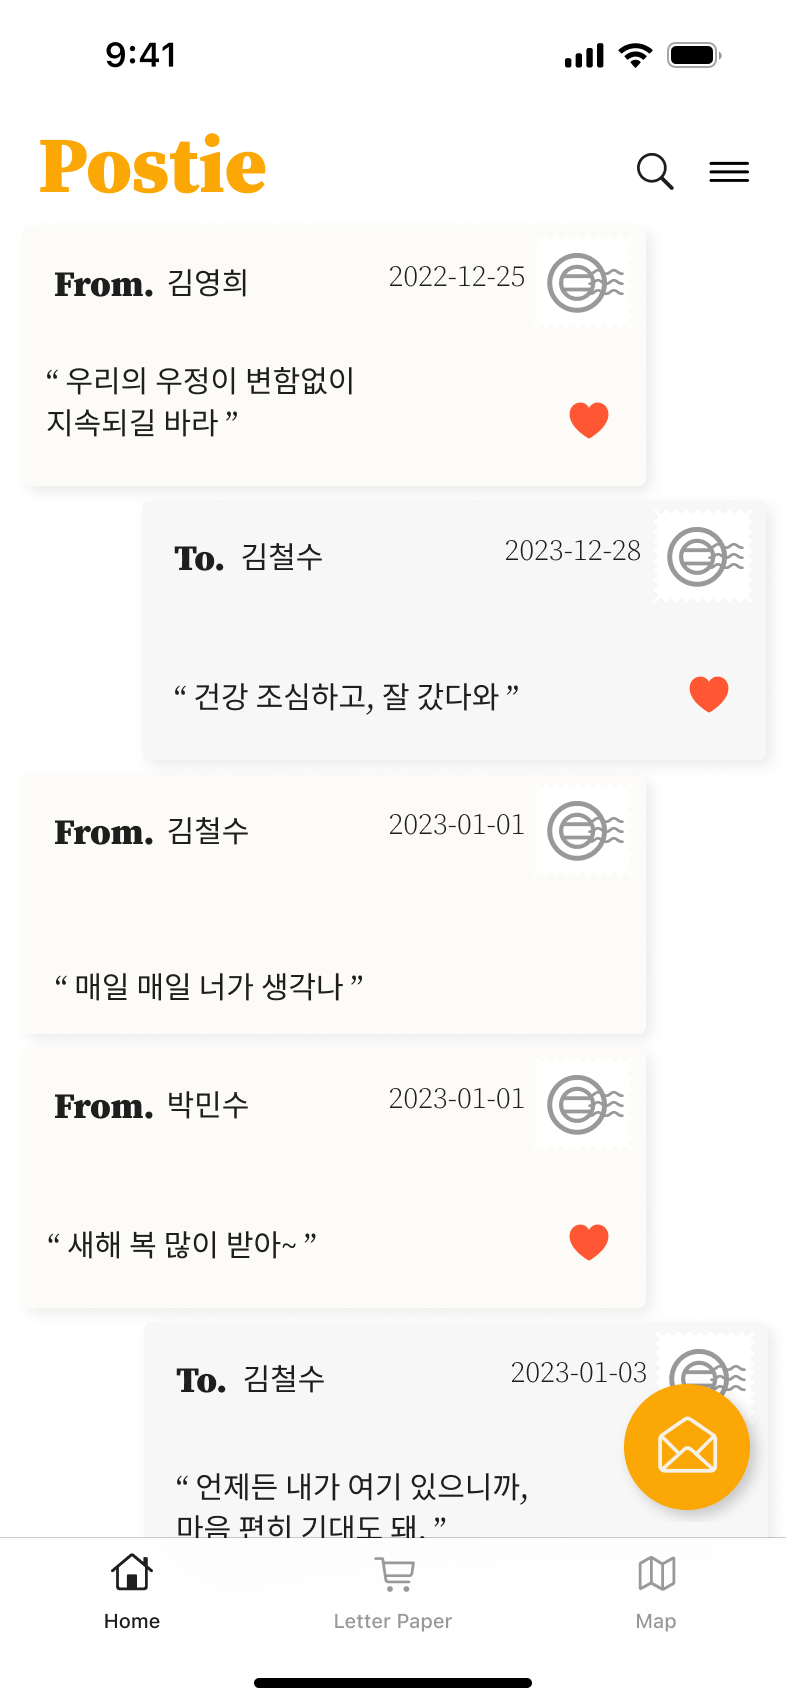 9:41
Postie
From. 김영희 2022-12-25
“ 우리의 우정이 변함없이
지속되길 바라 ”
To. 김철수 2023-12-28
“ 건강 조심하고, 잘 갔다와 ”
From. 김철수 2023-01-01
“ 매일 매일 너가 생각나 ”
From. 박민수 2023-01-01
“ 새해 복 많이 받아~ ”
To. 김철수 2023-01-03
“ 언제든 내가 여기 있으니까,
마음 편히 기대도 돼. ”
Home Letter Paper Map